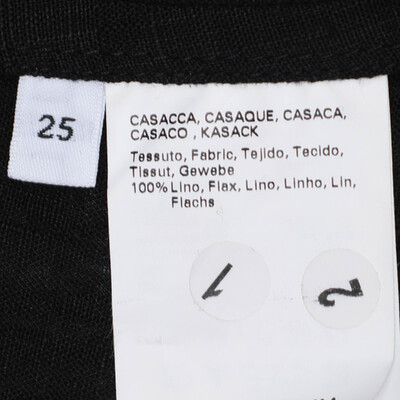 25
CASACCA, CASAQUE, CASACA,
CASACO , KASACK
Tessuto, Fabric, Tejido, Tecido,
Tissut, Gewebe
100% Lino, Flax, Lino, Linho, Lin,
Flachs
1
2